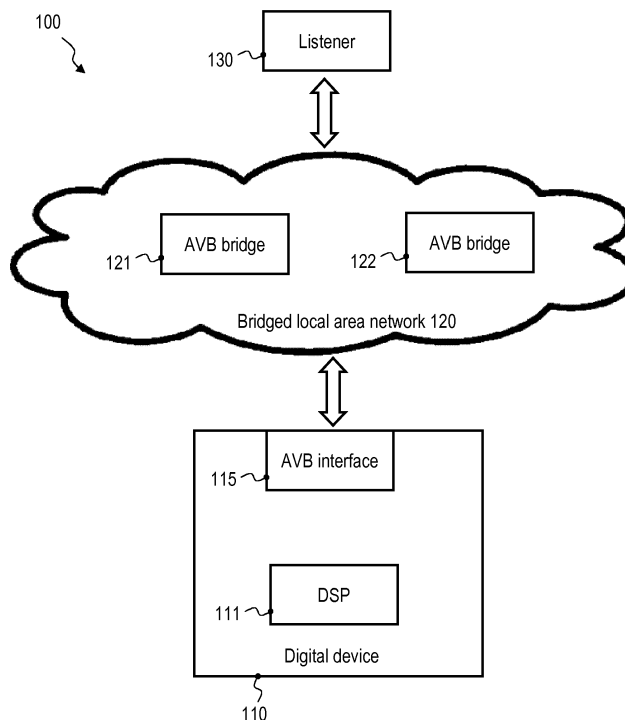 100
Listener
130
AVB bridge
AVB bridge
121
122
Bridged local area network 120
AVB interface
115
DSP
111
Digital device
110